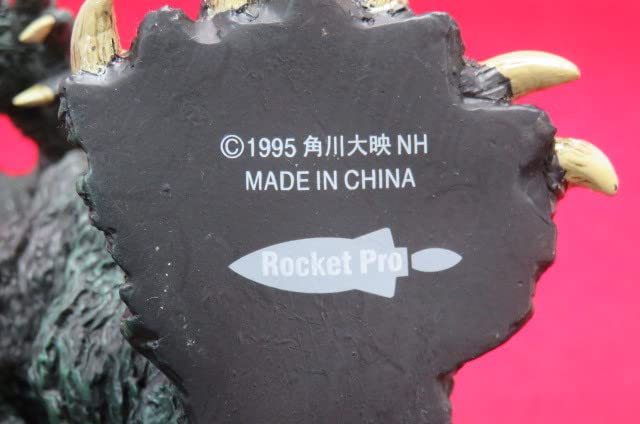 ©1995 角川大映 NH
MADE IN CHINA
Rocket Pro